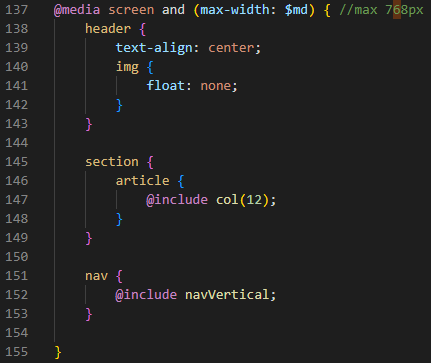 137 @media screen and (max-width: $md) { //max 768px
138 header {
139 text-align: center;
140 img {
141 float: none;
142 }
143 }
144
145 section {
146 article {
147 @include col(12);
148 }
149 }
150
151 nav {
152 @include navVertical;
153 }
154
155 }